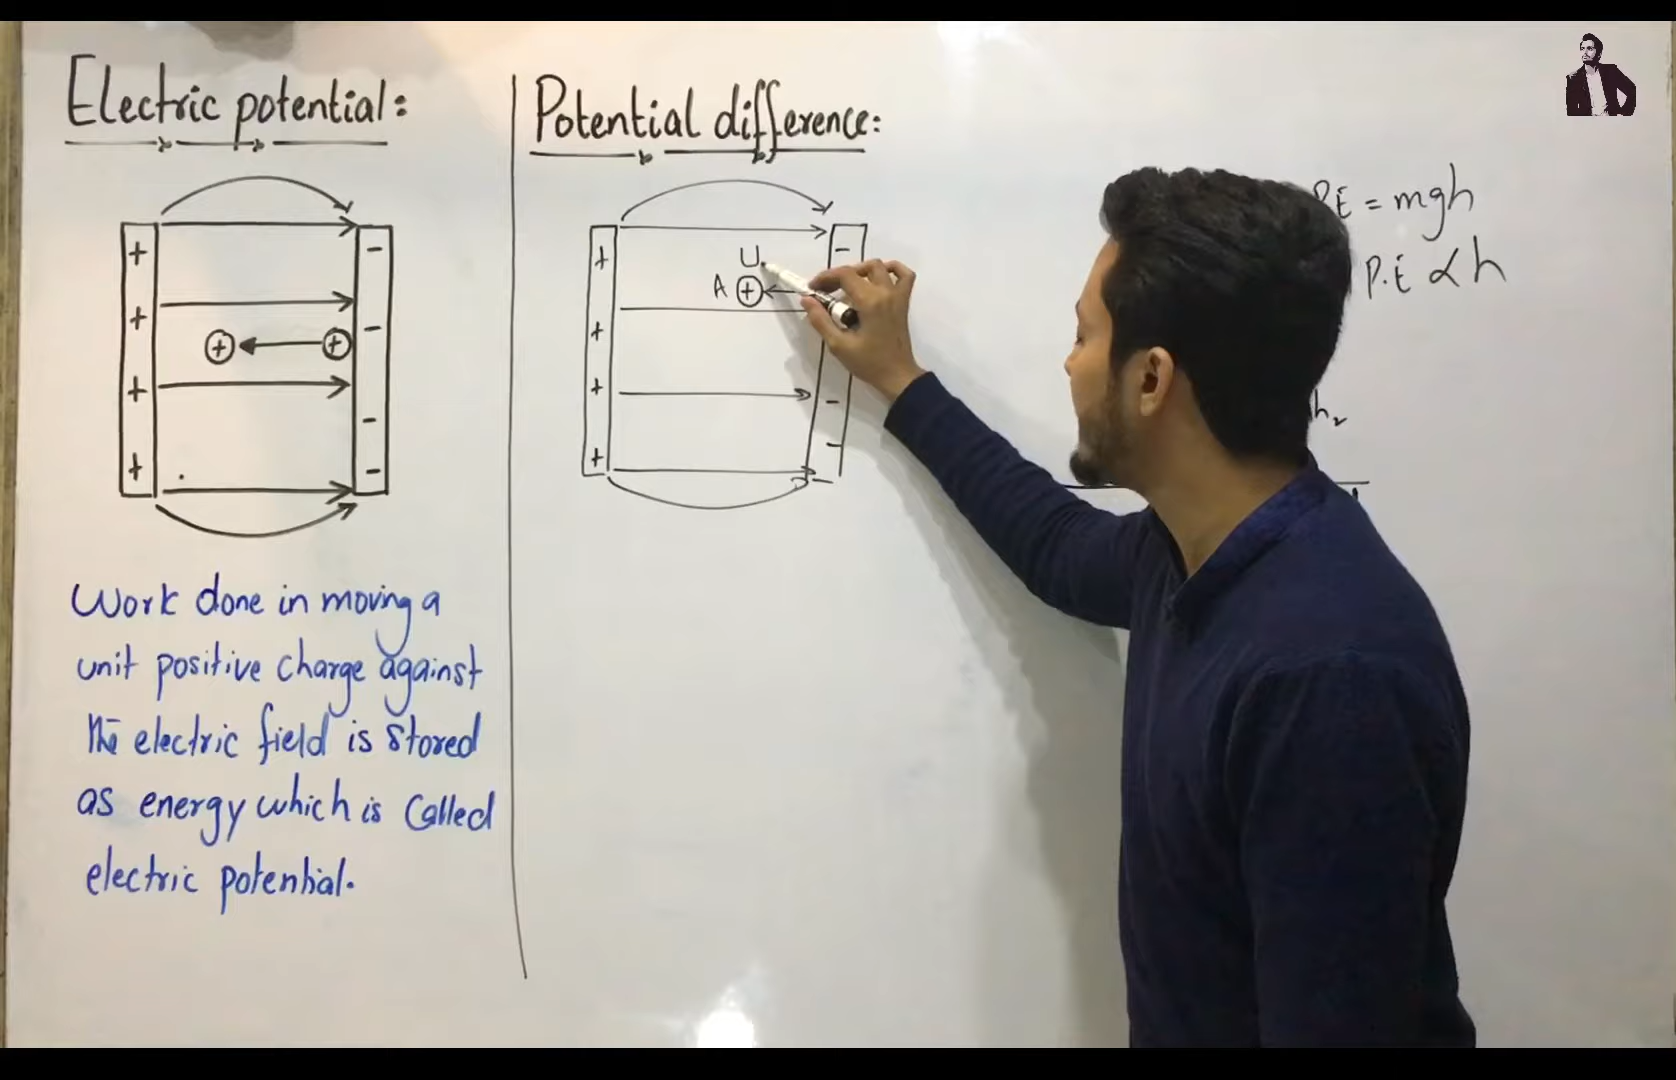 Electric potential:
+
+
+
+
-
-
-
-
+ +
Work done in moving a
unit positive charge against
the electric field is stored
as energy which is called
electric potential.
Potential difference:
+
+
+
+
-
-
-
-
U
A +
P.E = mgh
P.E ∝ h
h₂